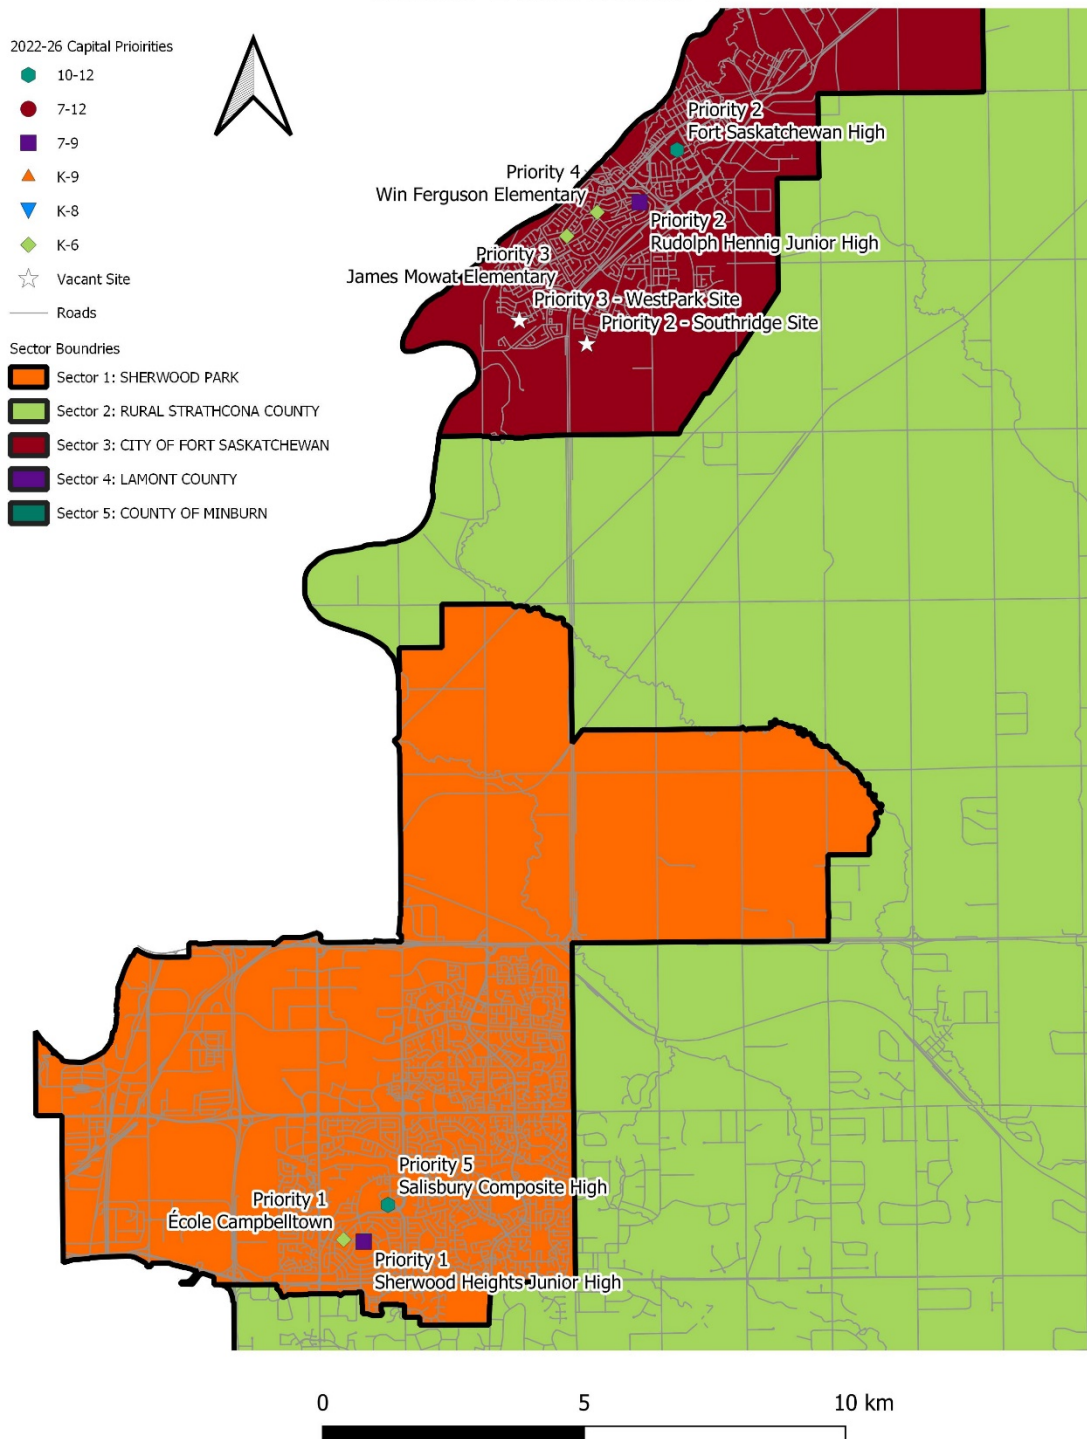 2022-26 Capital Prioirities
10-12
7-12
7-9
K-9
K-8
K-6
Vacant Site
Roads
Sector Boundries
Sector 1: SHERWOOD PARK
Sector 2: RURAL STRATHCONA COUNTY
Sector 3: CITY OF FORT SASKATCHEWAN
Sector 4: LAMONT COUNTY
Sector 5: COUNTY OF MINBURN
Priority 2
Fort Saskatchewan High
Priority 4
Win Ferguson Elementary
Priority 2
Rudolph Hennig Junior High
Priority 3
James Mowat Elementary
Priority 3 - WestPark Site
Priority 2 - Southridge Site
Priority 5
Salisbury Composite High
Priority 1
École Campbelltown
Priority 1
Sherwood Heights Junior High
0 5 10 km